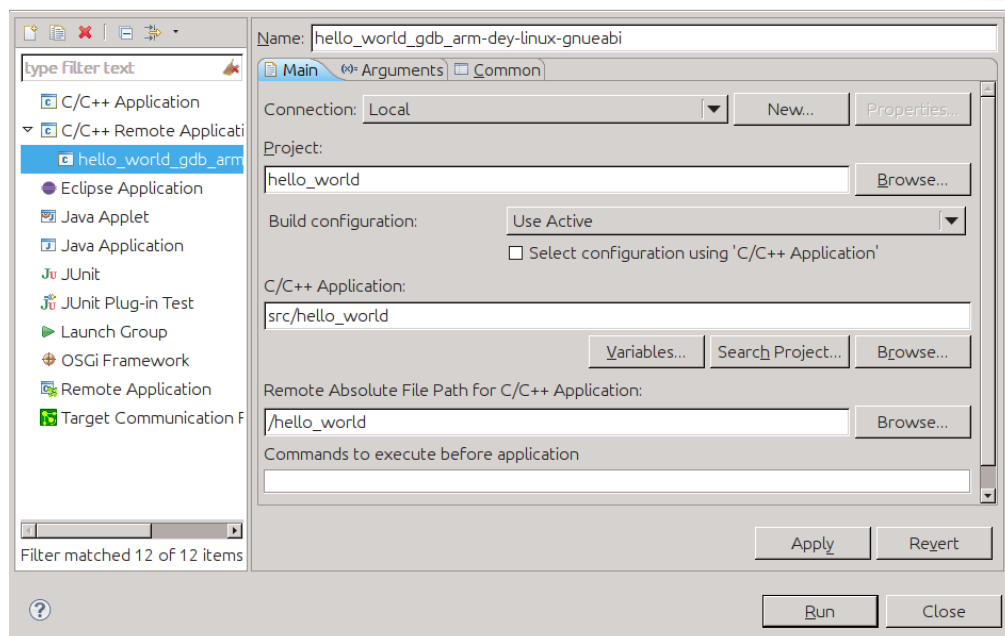 Name: hello_world_gdb_arm-dey-linux-gnueabi
type filter text
C/C++ Application
C/C++ Remote Applicati
hello_world_gdb_arm
Eclipse Application
Java Applet
Java Application
Ju JUnit
JUnit Plug-in Test
Launch Group
OSGi Framework
Remote Application
Target Communication F
Filter matched 12 of 12 items
Main (x)= Arguments Common
Connection: Local New... Properties...
Project:
hello_world Browse...
Build configuration: Use Active
Select configuration using 'C/C++ Application'
C/C++ Application:
src/hello_world
Variables... Search Project... Browse...
Remote Absolute File Path for C/C++ Application:
/hello_world Browse...
Commands to execute before application
Apply Revert
? Run Close